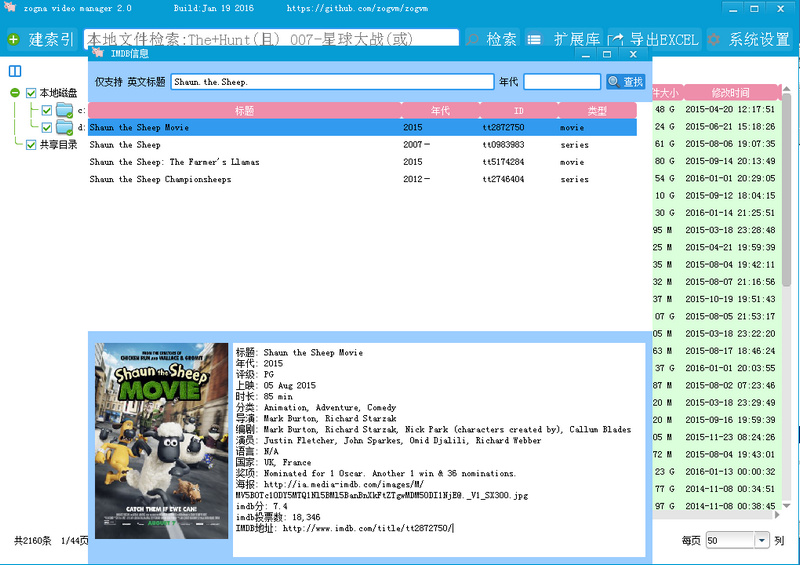 zogna video manager 2.0 Build:Jan 19 2016 https://github.com/zogvm/zogvm
建索引 本地文件检索:The+Hunt(且) 007-星球大战(或) 检索 扩展库 导出EXCEL 系统设置
IMDB信息
仅支持 英文标题 Shaun.the.Sheep. 年代 查找
本地磁盘
c:
d:
共享目录
标题 年代 ID 类型
Shaun the Sheep Movie 2015 tt2872750 movie
Shaun the Sheep 2007- tt0983983 series
Shaun the Sheep: The Farmer's Llamas 2015 tt5174284 movie
Shaun the Sheep Championsheeps 2012- tt2746404 series
件大小 修改时间
48 G 2015-04-20 12:17:51
24 G 2015-06-21 15:18:26
61 G 2015-08-06 19:07:35
80 G 2015-09-14 20:13:49
54 G 2016-01-01 20:29:05
10 G 2015-09-12 18:04:15
30 G 2016-01-14 21:25:51
95 M 2015-03-18 23:28:48
25 M 2015-04-21 19:59:39
35 M 2015-08-04 19:42:11
32 M 2015-08-07 21:16:56
37 M 2015-10-19 19:51:43
07 G 2015-08-05 21:53:17
05 M 2015-03-18 23:22:20
63 M 2015-08-17 18:46:24
37 G 2016-01-01 20:03:55
87 M 2015-08-02 07:23:46
20 M 2015-03-18 23:29:49
20 M 2015-09-16 19:59:39
05 M 2015-11-23 08:24:26
72 M 2015-08-04 19:43:01
23 G 2016-01-13 00:00:32
77 G 2014-11-08 00:34:51
97 G 2014-11-08 00:38:45
FROM THE CREATORS OF
CHICKEN RUN AND WALLACE & GROMIT
Shaun the Sheep
MOVIE
CATCH THEM IF EWE CAN!
标题: Shaun the Sheep Movie
年代: 2015
评级: PG
上映: 05 Aug 2015
时长: 85 min
分类: Animation, Adventure, Comedy
导演: Mark Burton, Richard Starzak
编剧: Mark Burton, Richard Starzak, Nick Park (characters created by), Callum Blades
演员: Justin Fletcher, John Sparkes, Omid Djalili, Richard Webber
语言: N/A
国家: UK, France
奖项: Nominated for 1 Oscar. Another 1 win & 36 nominations.
海报: http://ia.media-imdb.com/images/M/
MV5BOTc1ODY5MTQ1Nl5BMl5BanBnXkFtZTgwMDM5ODI1NjE@._V1_SX300.jpg
imdb分: 7.4
imdb投票数: 18,346
IMDB地址: http://www.imdb.com/title/tt2872750/
共2160条 1/44页 每页 50 列